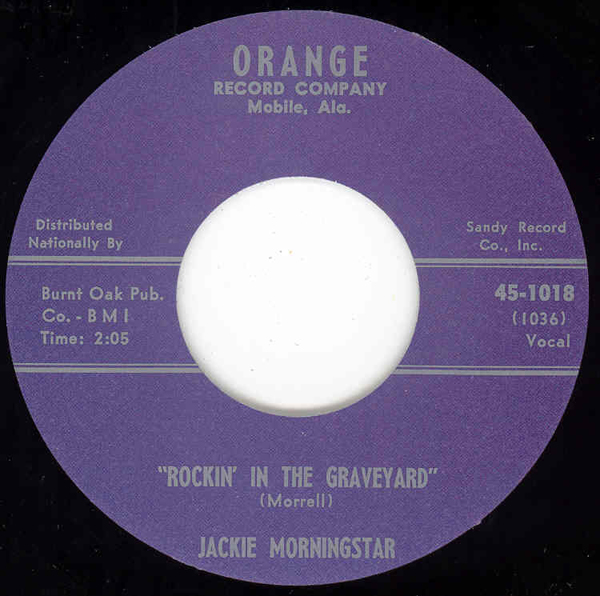 ORANGE
RECORD COMPANY
Mobile, Ala.
Distributed
Nationally By
Sandy Record
Co., Inc.
Burnt Oak Pub.
Co. - B M I
Time: 2:05
45-1018
(1036)
Vocal
"ROCKIN' IN THE GRAVEYARD"
(Morrell)
JACKIE MORNINGSTAR